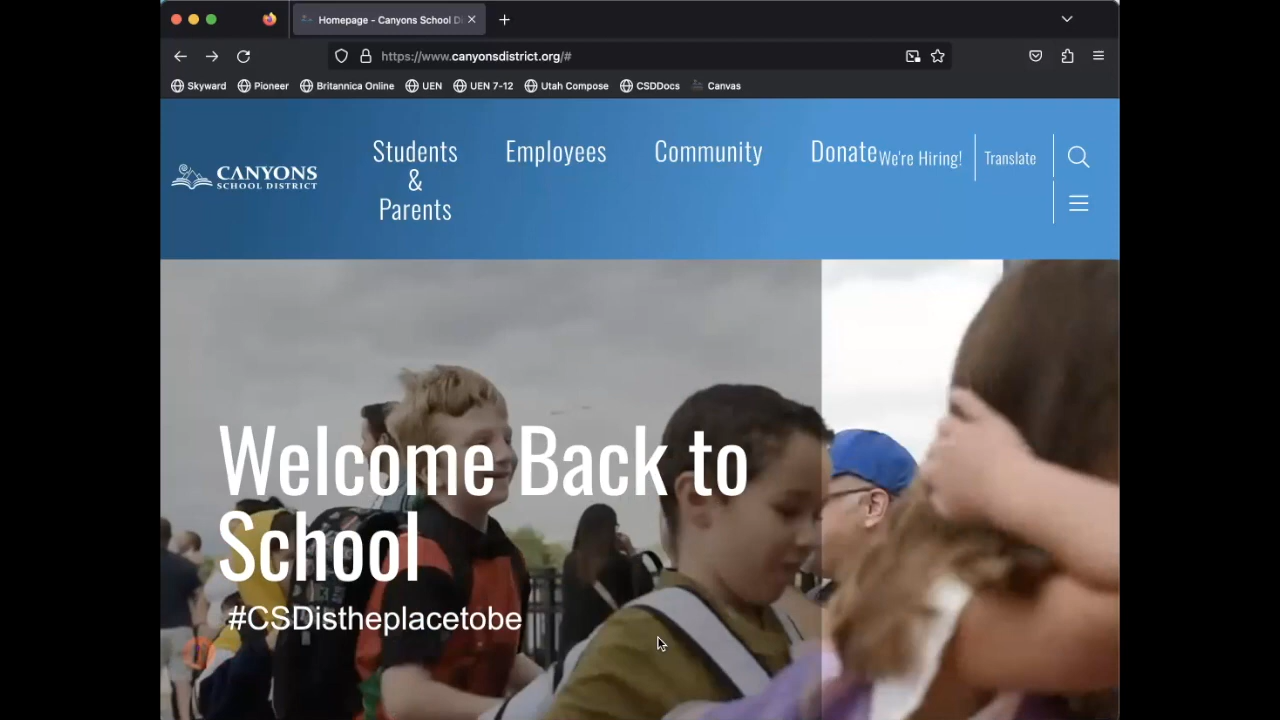 Homepage - Canyons School D
https://www.canyonsdistrict.org/#
Skyward Pioneer Britannica Online UEN UEN 7-12 Utah Compose CSDDocs Canvas
CANYONS
SCHOOL DISTRICT
Students
&
Parents
Employees
Community
Donate
We're Hiring!
Translate
Welcome Back to
School
#CSDistheplacetobe